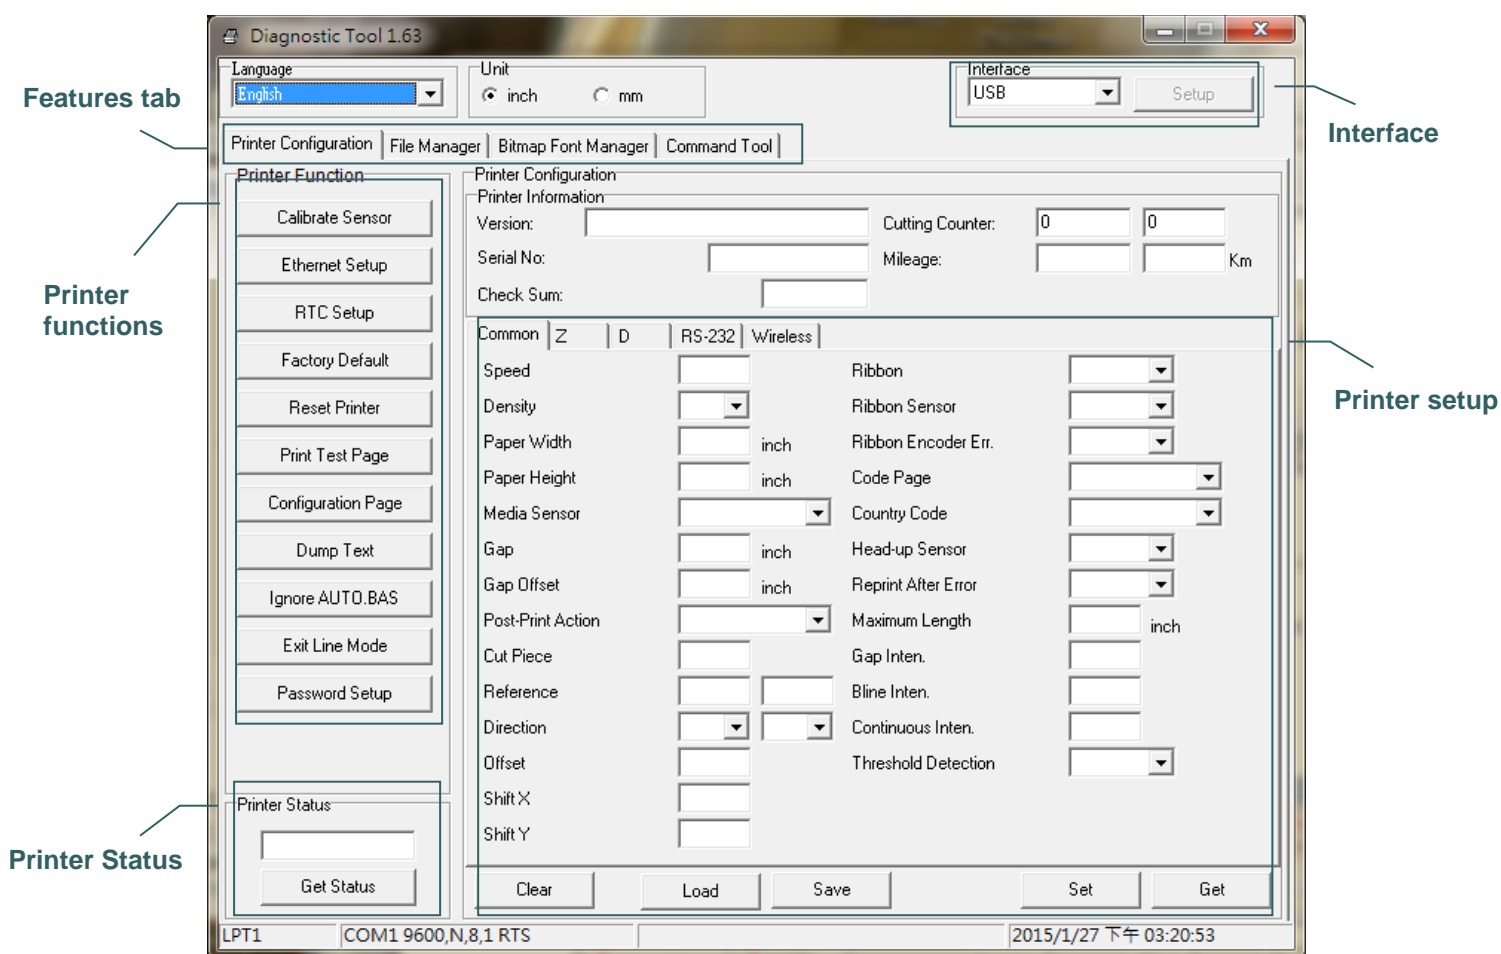 Diagnostic Tool 1.63
Language
English
Unit
inch
mm
Interface
USB
Setup
Features tab
Interface
Printer Configuration
File Manager
Bitmap Font Manager
Command Tool
Printer Function
Calibrate Sensor
Ethernet Setup
RTC Setup
Factory Default
Reset Printer
Print Test Page
Configuration Page
Dump Text
Ignore AUTO.BAS
Exit Line Mode
Password Setup
Printer
functions
Printer Configuration
Printer Information
Version:
Cutting Counter: 0 0
Serial No:
Mileage: Km
Check Sum:
Common Z D RS-232 Wireless
Speed
Ribbon
Density
Ribbon Sensor
Paper Width inch
Ribbon Encoder Err.
Paper Height inch
Code Page
Media Sensor
Country Code
Gap inch
Head-up Sensor
Gap Offset inch
Reprint After Error
Post-Print Action
Maximum Length inch
Cut Piece
Gap Inten.
Reference
Bline Inten.
Direction
Continuous Inten.
Offset
Threshold Detection
Shift X
Shift Y
Printer setup
Printer Status
Get Status
Printer Status
Clear
Load
Save
Set
Get
LPT1
COM1 9600,N,8,1 RTS
2015/1/27 下午 03:20:53